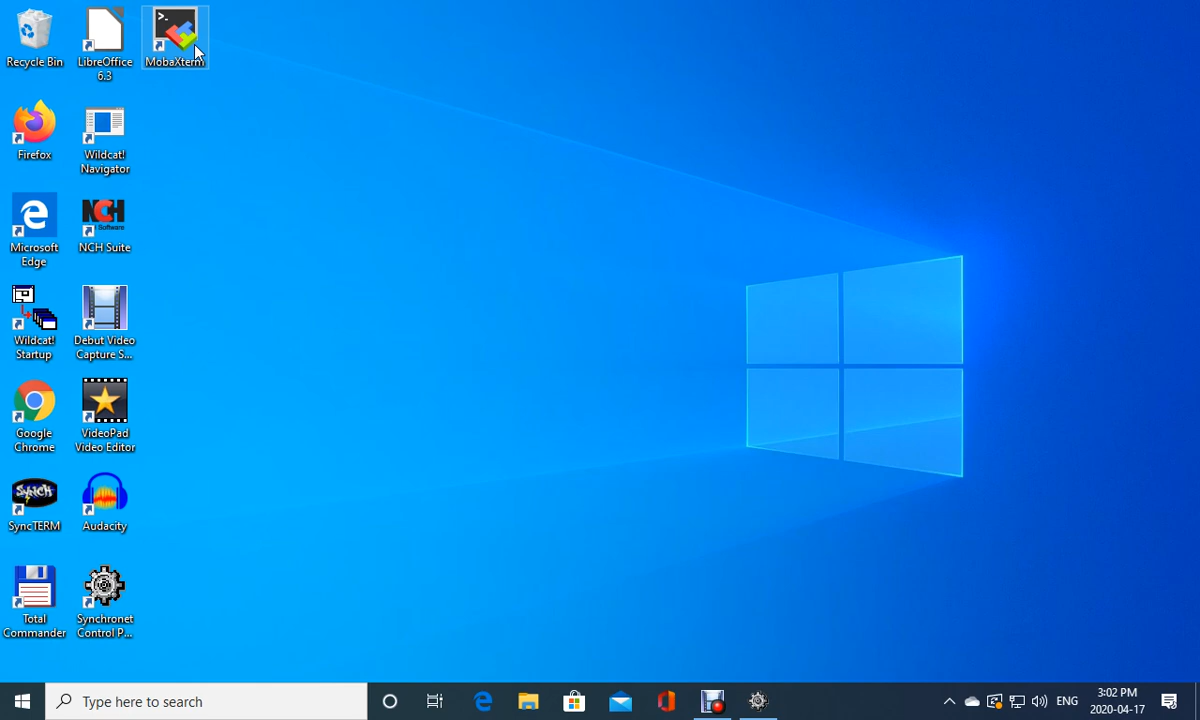 Recycle Bin
LibreOffice
6.3
MobaXterm
Firefox
Wildcat!
Navigator
Microsoft
Edge
NCH
Software
NCH Suite
Wildcat!
Startup
Debut Video
Capture S...
Google
Chrome
VideoPad
Video Editor
SyncTERM
Audacity
Total
Commander
Synchronet
Control P...
Type here to search
ENG
3:02 PM
2020-04-17